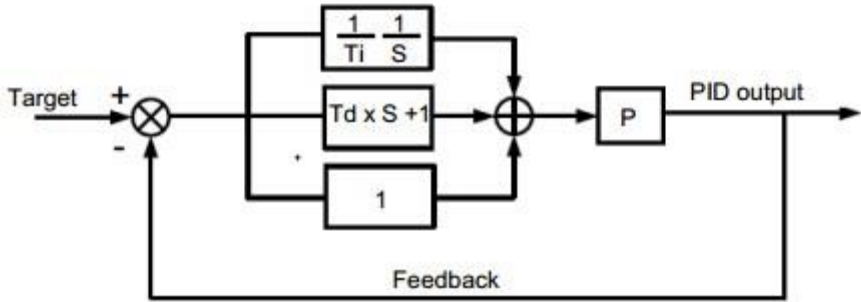 1 1
Ti S
Target
+
-
Td x S +1
+
P
PID output
1
Feedback